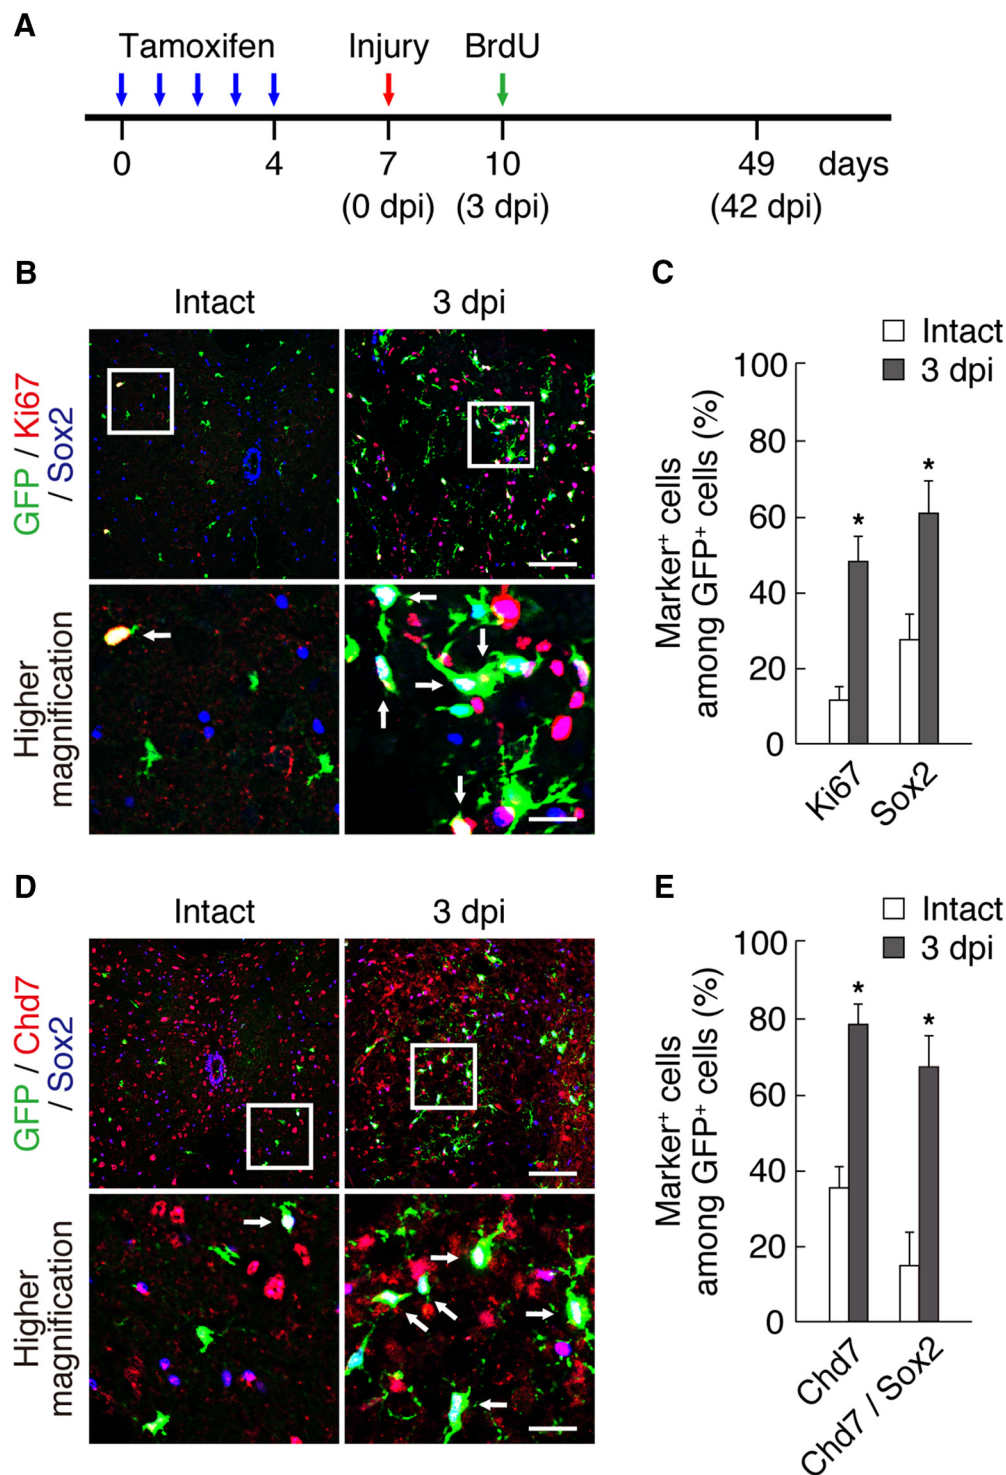 A
Tamoxifen Injury BrdU
0 4 7 10 49 days
(0 dpi) (3 dpi) (42 dpi)
B
Intact 3 dpi
GFP / Ki67
/ Sox2
Higher
magnification
C
Intact
3 dpi
Marker⁺ cells
among GFP⁺ cells (%)
100
80
60
40
20
0
*
*
Ki67
Sox2
D
Intact 3 dpi
GFP / Chd7
/ Sox2
Higher
magnification
E
Intact
3 dpi
Marker⁺ cells
among GFP⁺ cells (%)
100
80
60
40
20
0
*
*
Chd7
Chd7 / Sox2